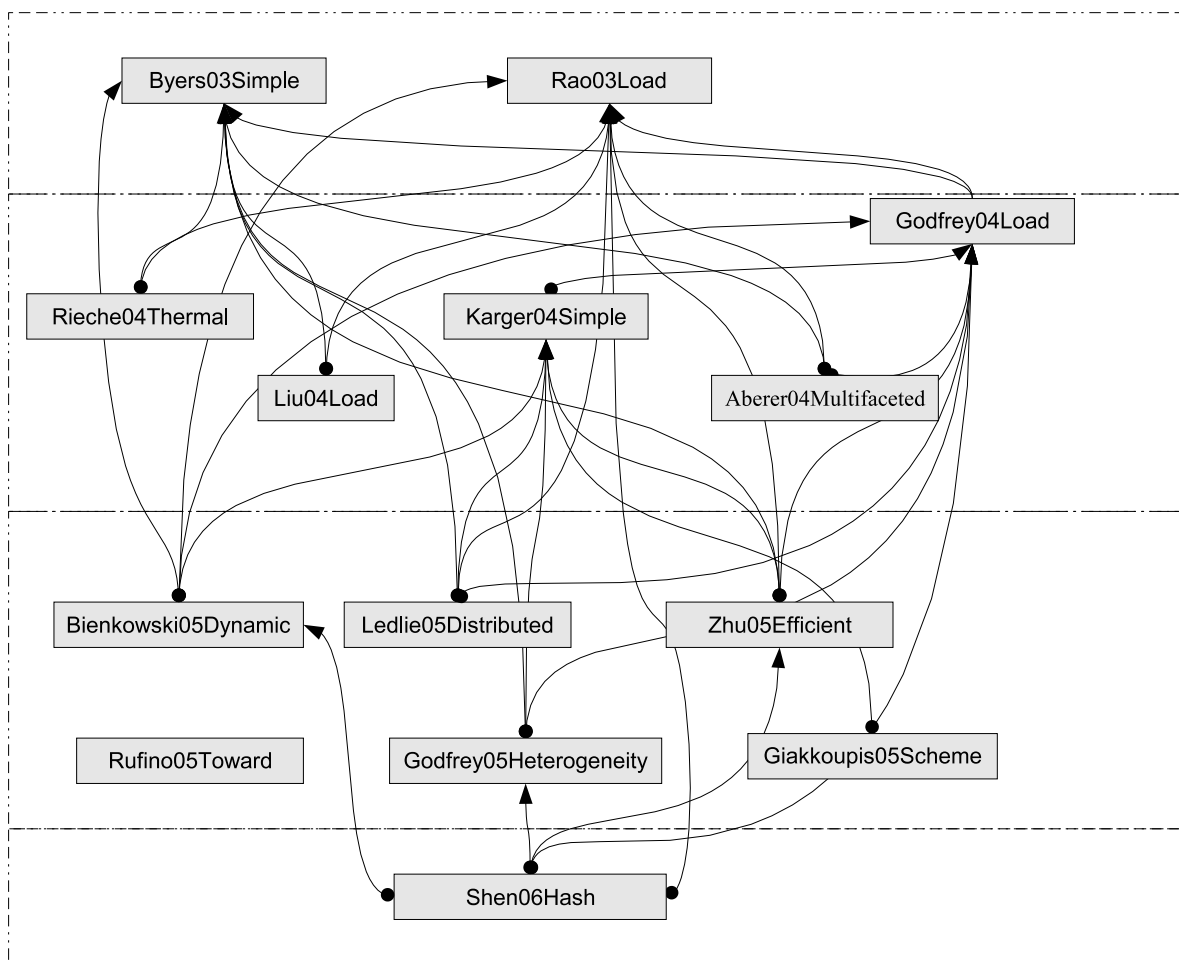 Byers03Simple
Rao03Load
Godfrey04Load
Rieche04Thermal
Karger04Simple
Liu04Load
Aberer04Multifaceted
Bienkowski05Dynamic
Ledlie05Distributed
Zhu05Efficient
Rufino05Toward
Godfrey05Heterogeneity
Giakkoupis05Scheme
Shen06Hash